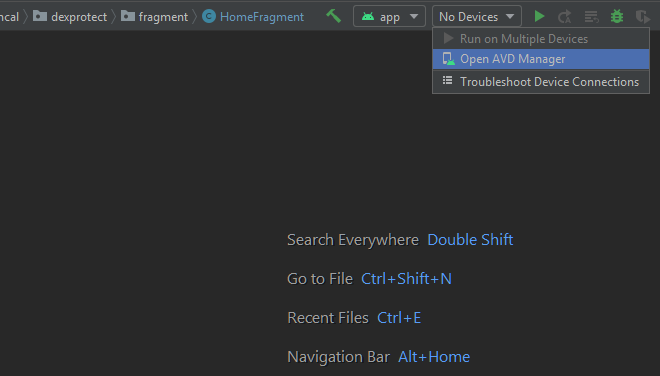 ncal dexprotect fragment C HomeFragment app No Devices
Run on Multiple Devices
Open AVD Manager
Troubleshoot Device Connections
Search Everywhere Double Shift
Go to File Ctrl+Shift+N
Recent Files Ctrl+E
Navigation Bar Alt+Home